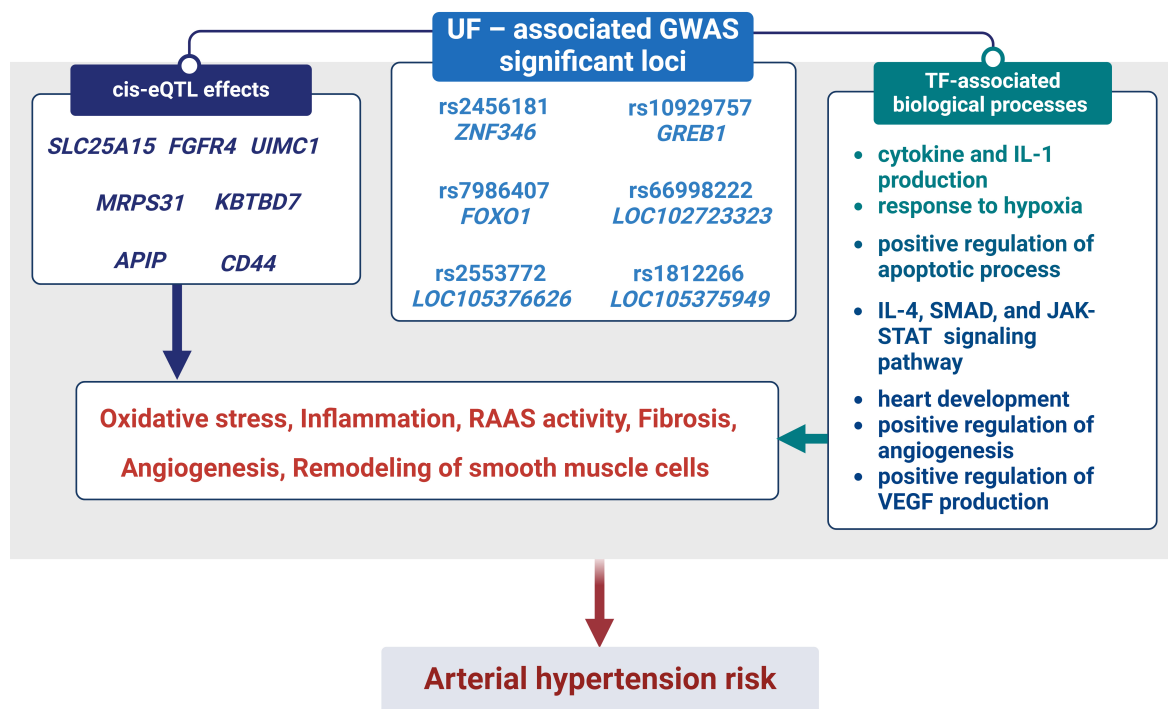 UF – associated GWAS
significant loci
cis-eQTL effects
SLC25A15 FGFR4 UIMC1
MRPS31 KBTBD7
APIP CD44
rs2456181
ZNF346
rs10929757
GREB1
rs7986407
FOXO1
rs66998222
LOC102723323
rs2553772
LOC105376626
rs1812266
LOC105375949
TF-associated
biological processes
• cytokine and IL-1
production
• response to hypoxia
• positive regulation of
apoptotic process
• IL-4, SMAD, and JAK-
STAT signaling
pathway
• heart development
• positive regulation of
angiogenesis
• positive regulation of
VEGF production
Oxidative stress, Inflammation, RAAS activity, Fibrosis,
Angiogenesis, Remodeling of smooth muscle cells
Arterial hypertension risk